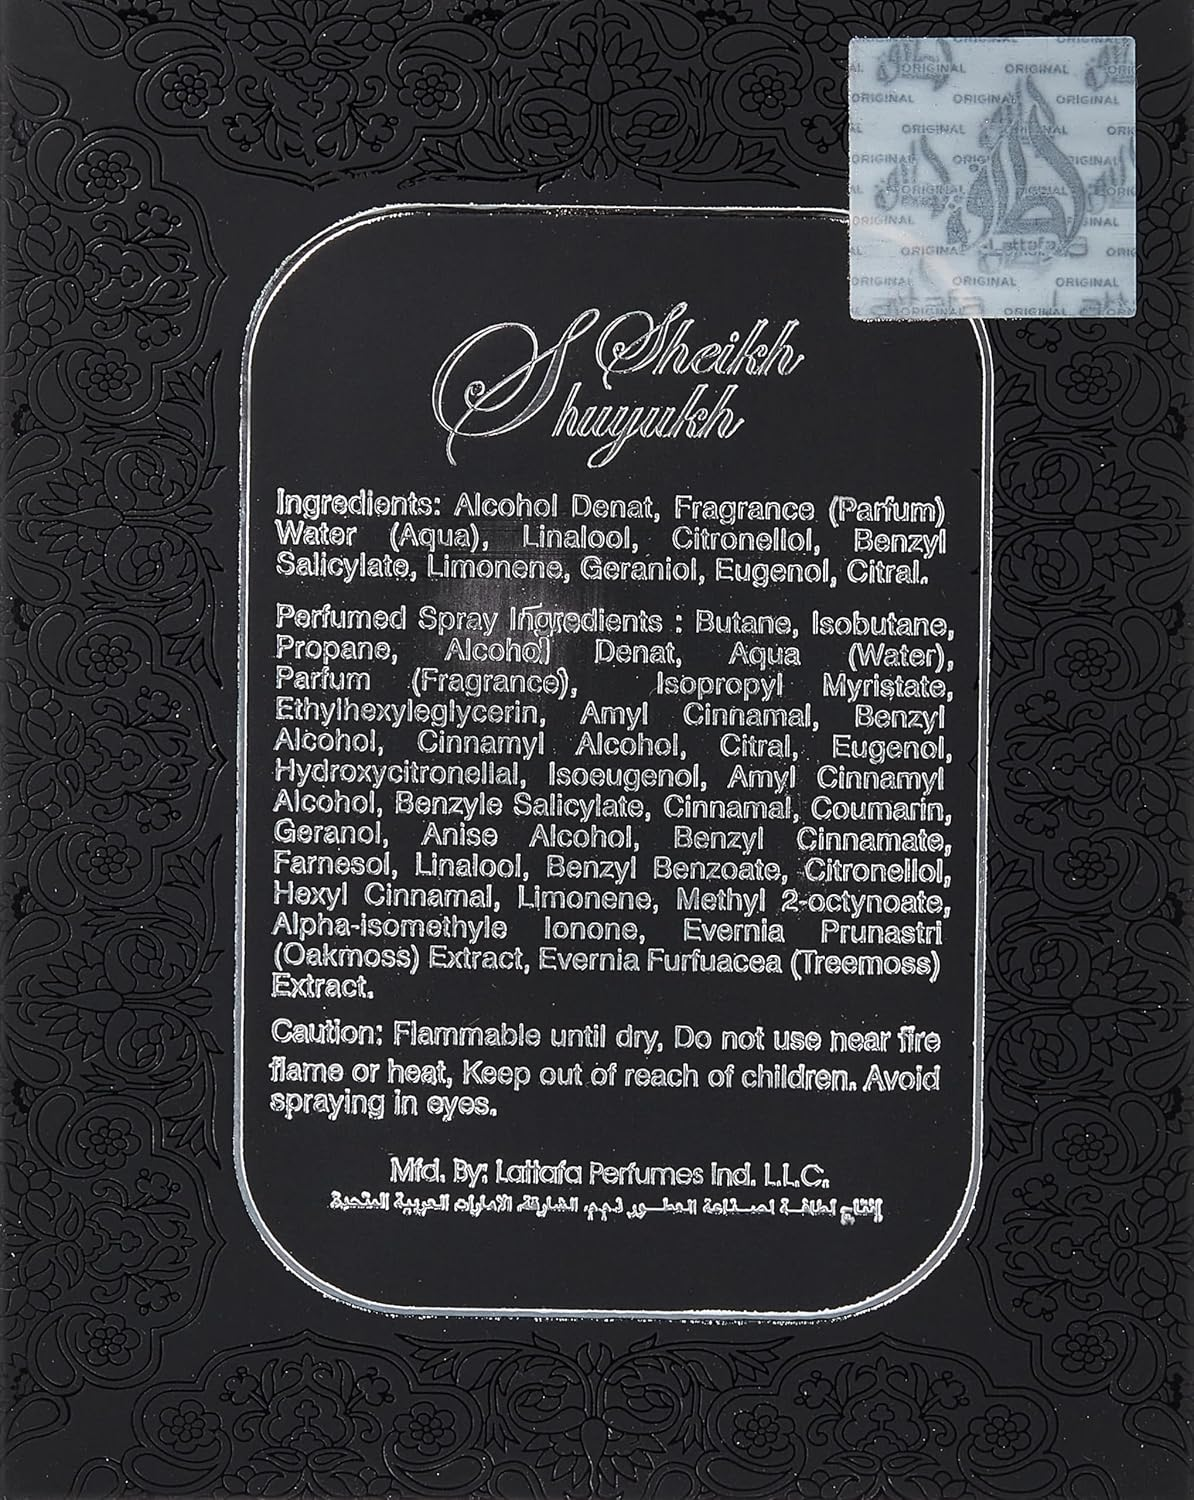 ORIGINAL
Lattafa
Sheikh
Shuyukh
Ingredients: Alcohol Denat, Fragrance (Parfum)
Water (Aqua), Linalool, Citronellol, Benzyl
Salicylate, Limonene, Geraniol, Eugenol, Citral.
Perfumed Spray Ingredients : Butane, Isobutane,
Propane, Alcohol Denat, Aqua (Water),
Parfum (Fragrance), Isopropyl Myristate,
Ethylhexyleglycerin, Amyl Cinnamal, Benzyl
Alcohol, Cinnamyl Alcohol, Citral, Eugenol,
Hydroxycitronellal, Isoeugenol, Amyl Cinnamyl
Alcohol, Benzyle Salicylate, Cinnamal, Coumarin,
Geranol, Anise Alcohol, Benzyl Cinnamate,
Farnesol, Linalool, Benzyl Benzoate, Citronellol,
Hexyl Cinnamal, Limonene, Methyl 2-octynoate,
Alpha-isomethyle Ionone, Evernia Prunastri
(Oakmoss) Extract, Evernia Furfuacea (Treemoss)
Extract.
Caution: Flammable until dry, Do not use near fire
flame or heat, Keep out of reach of children. Avoid
spraying in eyes.
Mfd. By: Lattafa Perfumes Ind. L.L.C.
إنتاج لطافة لصناعة العطور ذ.م.م، الشارقة، الامارات العربية المتحدة